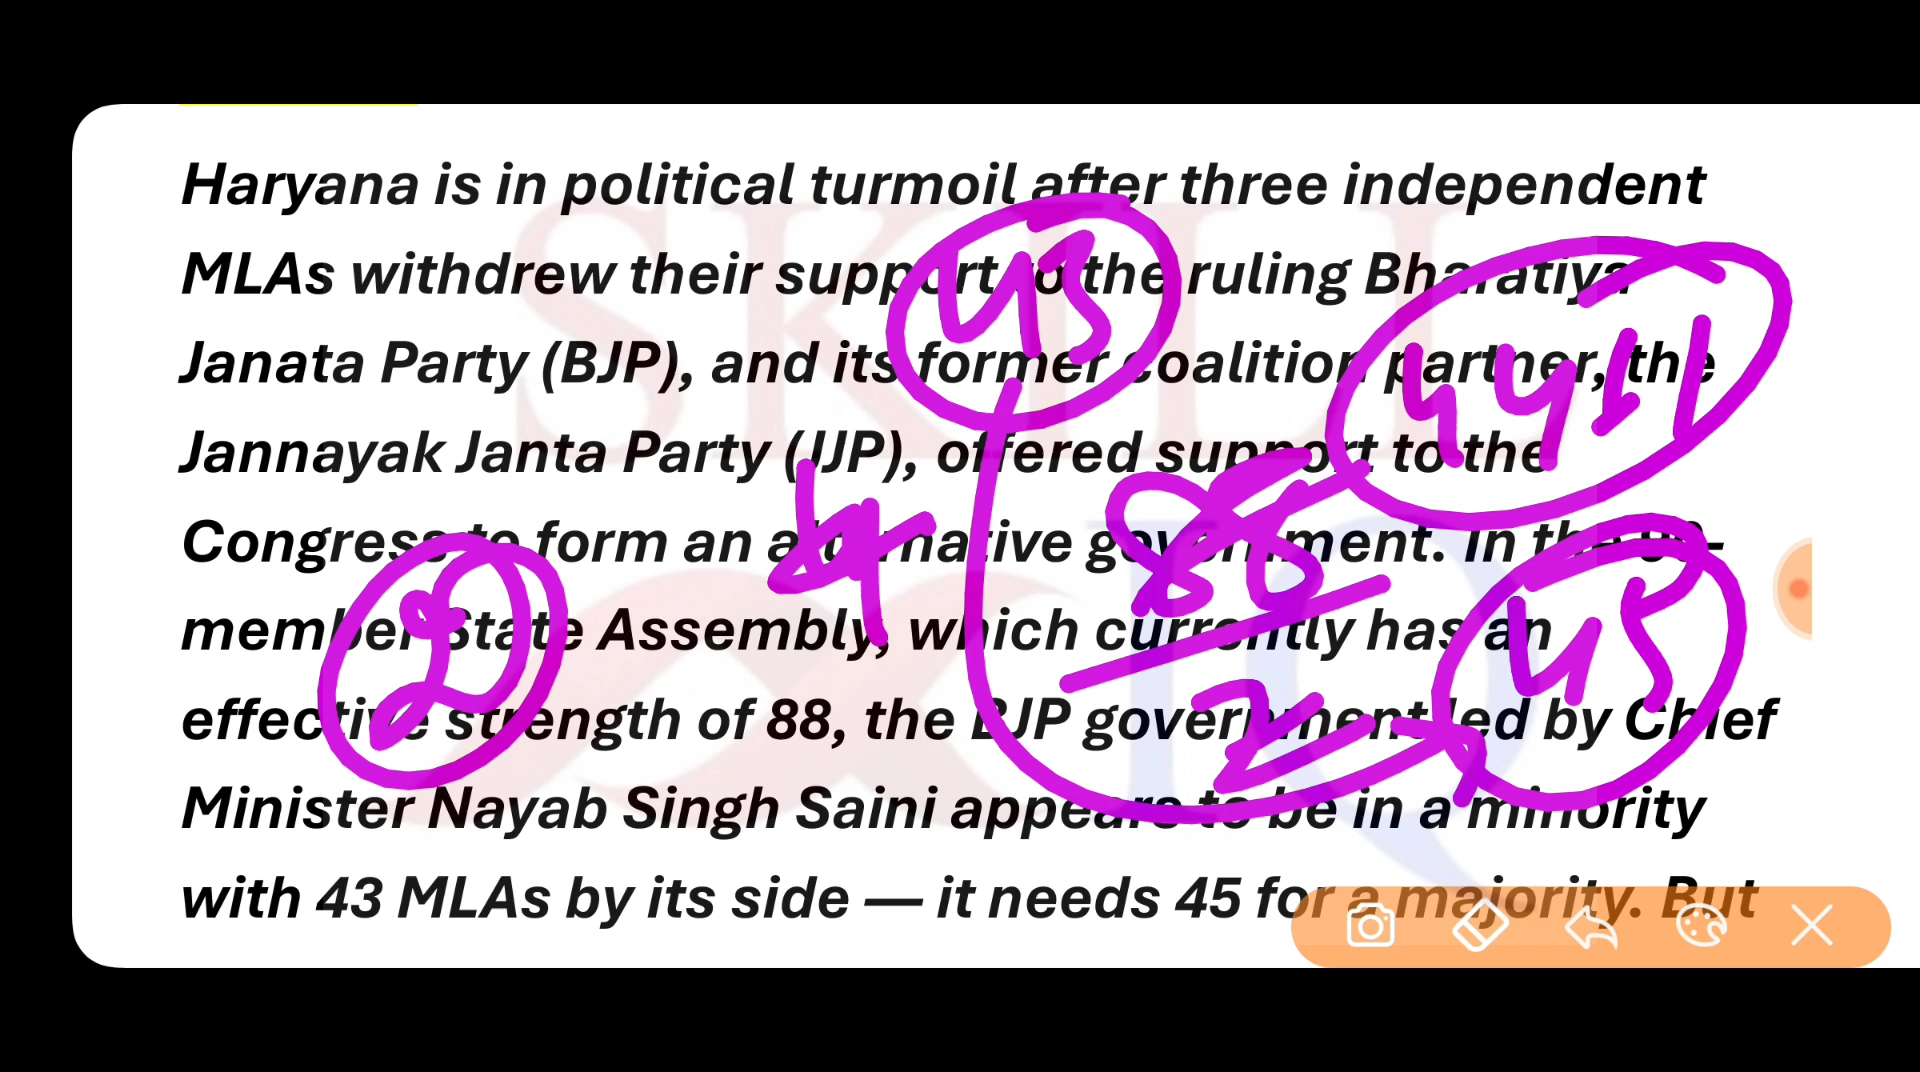 Haryana is in political turmoil after three independent
MLAs withdrew their support to the ruling Bharatiya
Janata Party (BJP), and its former coalition partner, the
Jannayak Janta Party (JJP), offered support to the
Congress to form an alternative government. In the 90-
member State Assembly, which currently has an
effective strength of 88, the BJP government led by Chief
Minister Nayab Singh Saini appears to be in a minority
with 43 MLAs by its side — it needs 45 for a majority. But
43
44+1
88
2
45
SKILL
IQ